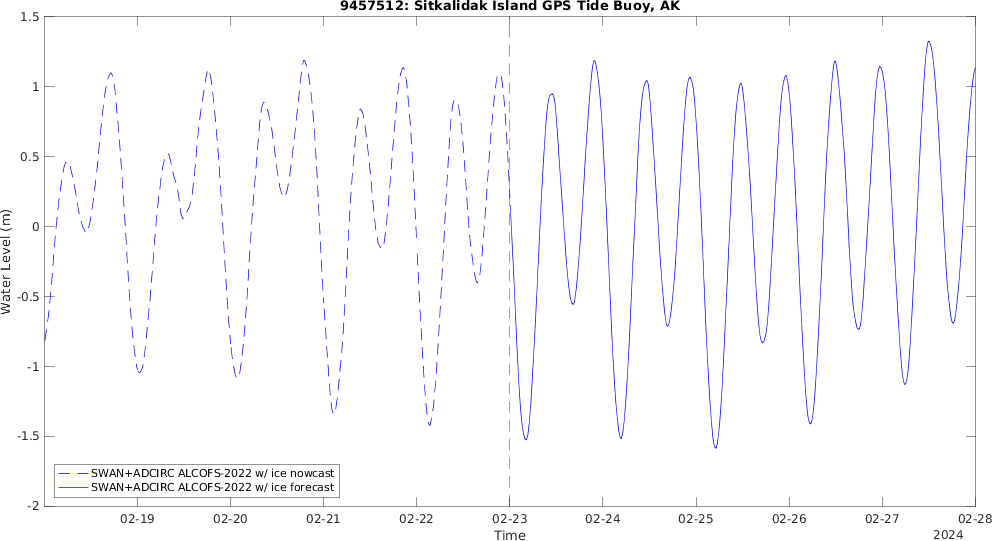 9457512: Sitkalidak Island GPS Tide Buoy, AK
1.5
1
0.5
0
-0.5
-1
-1.5
-2
Water Level (m)
SWAN+ADCIRC ALCOFS-2022 w/ ice nowcast
SWAN+ADCIRC ALCOFS-2022 w/ ice forecast
02-19 02-20 02-21 02-22 02-23 02-24 02-25 02-26 02-27 02-28
Time
2024